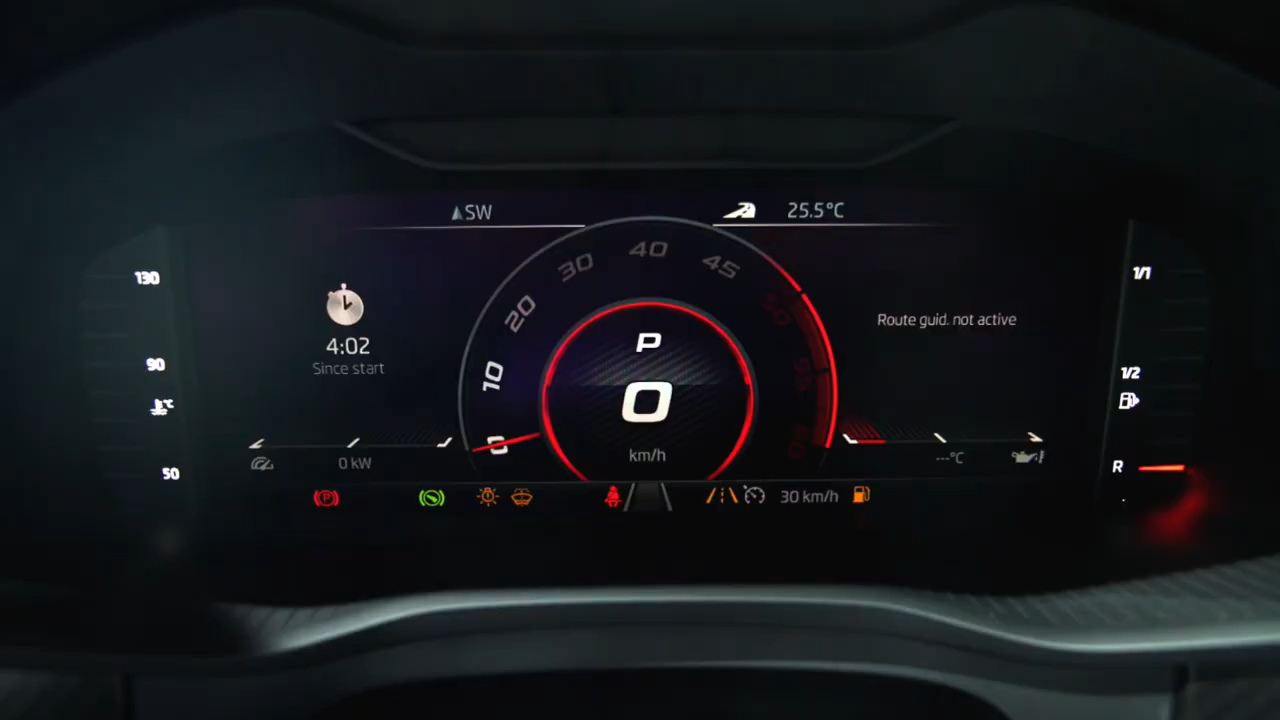 SW
25.5°C
130
90
50
4:02
Since start
0 kW
10
20
30
40
45
0
P
0
km/h
Route guid. not active
---°C
1/1
1/2
R
P
30 km/h